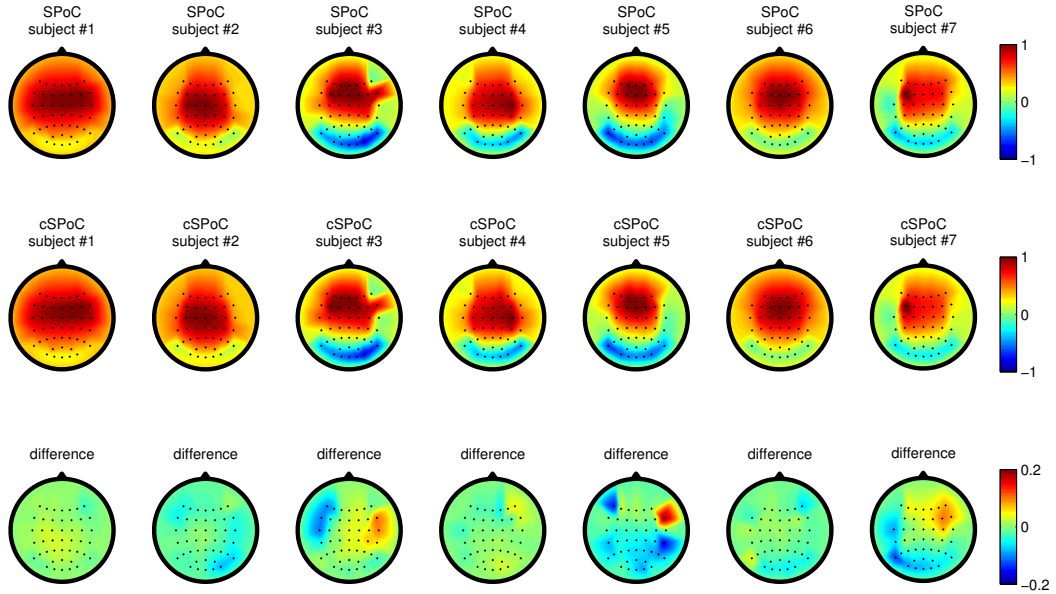 SPoC SPoC SPoC SPoC SPoC SPoC SPoC
subject #1 subject #2 subject #3 subject #4 subject #5 subject #6 subject #7
1
0
−1
cSPoC cSPoC cSPoC cSPoC cSPoC cSPoC cSPoC
subject #1 subject #2 subject #3 subject #4 subject #5 subject #6 subject #7
1
0
−1
difference difference difference difference difference difference difference
0.2
0
−0.2